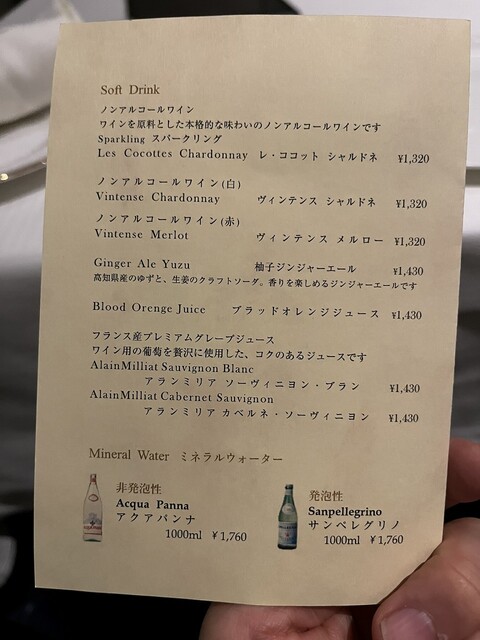 Soft Drink
ノンアルコールワイン
ワインを原料とした本格的な味わいのノンアルコールワインです
Sparkling スパークリング
Les Cocottes Chardonnay レ・ココット シャルドネ ¥1,320
ノンアルコールワイン(白)
Vintense Chardonnay ヴィンテンス シャルドネ ¥1,320
ノンアルコールワイン(赤)
Vintense Merlot ヴィンテンス メルロー ¥1,320
Ginger Ale Yuzu 柚子ジンジャーエール ¥1,430
高知県産のゆずと、生姜のクラフトソーダ。香りを楽しめるジンジャーエールです
Blood Orenge Juice ブラッドオレンジジュース ¥1,430
フランス産プレミアムグレープジュース
ワイン用の葡萄を贅沢に使用した、コクのあるジュースです
AlainMilliat Sauvignon Blanc
アランミリア ソーヴィニヨン・ブラン ¥1,430
AlainMilliat Cabernet Sauvignon
アランミリア カベルネ・ソーヴィニヨン ¥1,430
Mineral Water ミネラルウォーター
非発泡性
Acqua Panna
アクアパンナ
1000ml ¥1,760
発泡性
Sanpellegrino
サンペレグリノ
1000ml ¥1,760